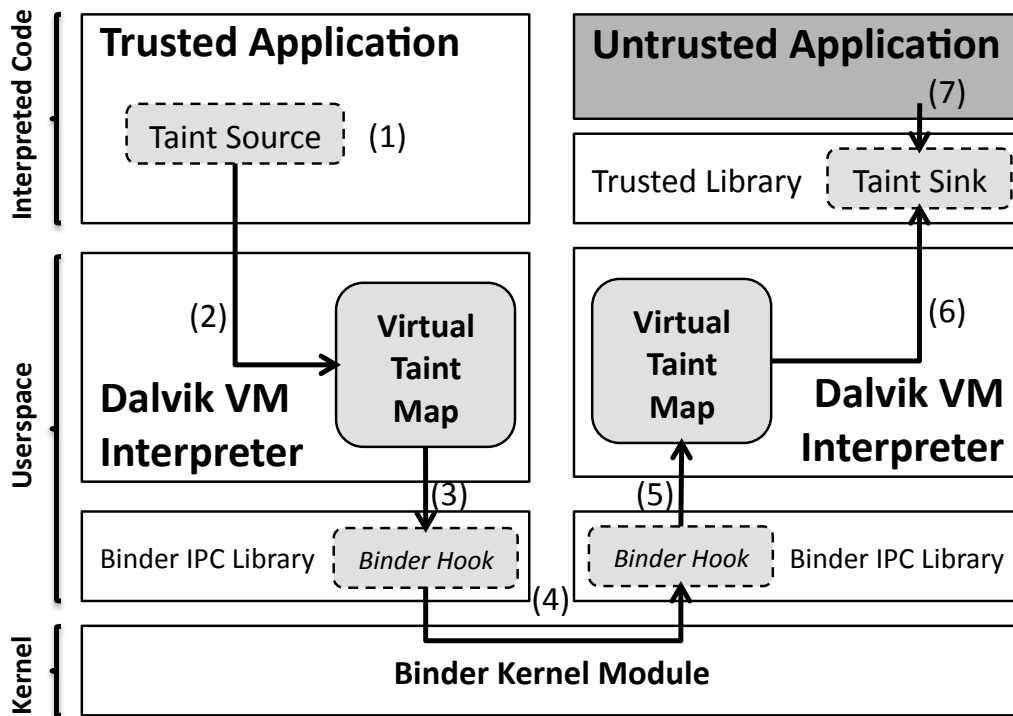 Interpreted Code
Trusted Application
Taint Source
(1)
Untrusted Application
(7)
Trusted Library
Taint Sink
Userspace
(2)
Virtual
Taint
Map
Dalvik VM
Interpreter
(3)
Binder IPC Library
Binder Hook
(4)
Virtual
Taint
Map
(6)
Dalvik VM
Interpreter
(5)
Binder Hook
Binder IPC Library
Kernel
Binder Kernel Module